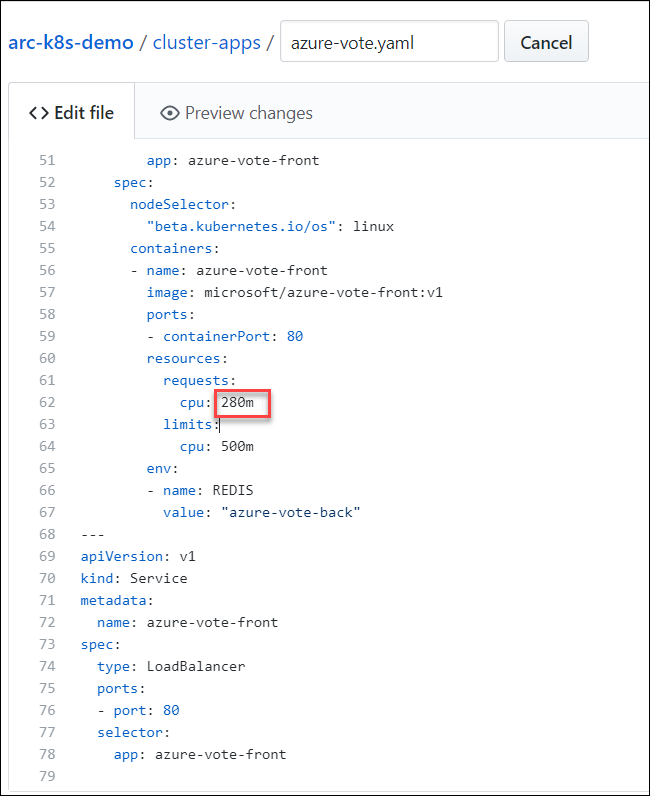 arc-k8s-demo / cluster-apps / azure-vote.yaml Cancel
<> Edit file Preview changes
51         app: azure-vote-front
52     spec:
53       nodeSelector:
54         "beta.kubernetes.io/os": linux
55       containers:
56       - name: azure-vote-front
57         image: microsoft/azure-vote-front:v1
58         ports:
59         - containerPort: 80
60         resources:
61           requests:
62             cpu: 280m
63           limits:
64             cpu: 500m
65         env:
66         - name: REDIS
67           value: "azure-vote-back"
68 ---
69 apiVersion: v1
70 kind: Service
71 metadata:
72   name: azure-vote-front
73 spec:
74   type: LoadBalancer
75   ports:
76   - port: 80
77   selector:
78     app: azure-vote-front
79